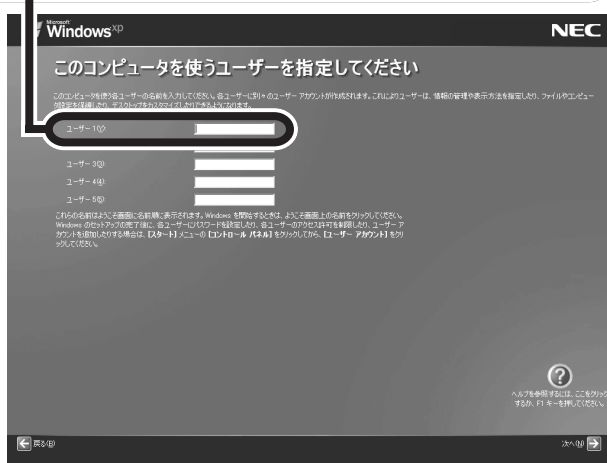 Microsoft
Windows xp
NEC
このコンピュータを使うユーザーを指定してください
このコンピュータを使う各ユーザーの名前を入力してください。各ユーザーに別々のユーザー アカウントが作成されます。これによりユーザーは、情報の管理や表示方法を指定したり、ファイルやコンピュー
タ設定を保護したり、デスクトップをカスタマイズしたりできるようになります。
ユーザー 1(Y):
ユーザー 3(3):
ユーザー 4(4):
ユーザー 5(5):
これらの名前はようこそ画面に名前順に表示されます。Windows を開始するときは、ようこそ画面上の名前をクリックしてください。
Windows のセットアップの完了後に、各ユーザーにパスワードを設定したり、各ユーザーのアクセス許可を制限したり、ユーザー ア
カウントを追加したりする場合は、[スタート] メニューの [コントロール パネル] をクリックしてから、[ユーザー アカウント] をクリ
ックしてください。
?
ヘルプを参照するには、ここをクリック
するか、F1 キーを押してください。
戻る(B)
次へ(N)